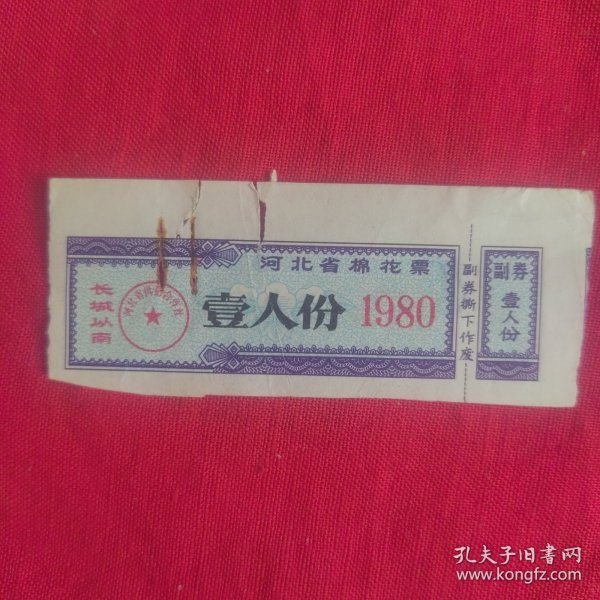 河北省棉花票
长城以南
壹人份 1980
副券撕下作废
副券
壹人份
孔夫子旧书网
www.kongfz.com